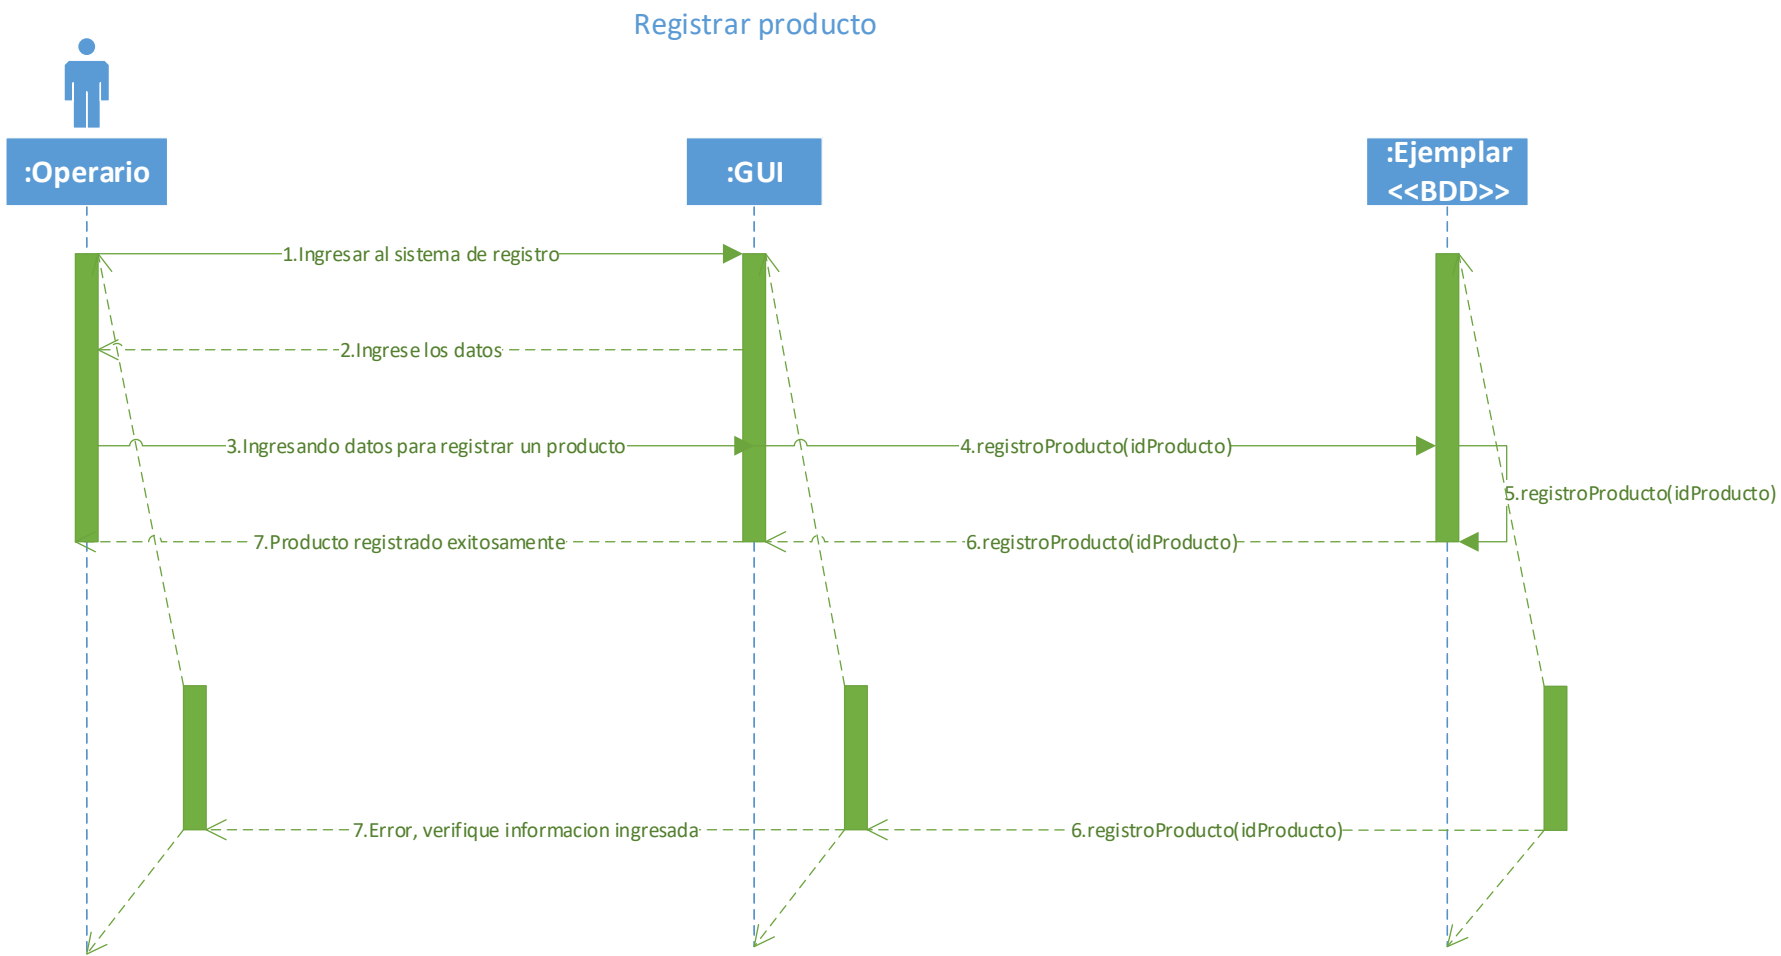 Registrar producto
:Operario
:GUI
:Ejemplar
<<BDD>>
1.Ingresar al sistema de registro
2.Ingrese los datos
3.Ingresando datos para registrar un producto
4.registroProducto(idProducto)
5.registroProducto(idProducto)
7.Producto registrado exitosamente
6.registroProducto(idProducto)
7.Error, verifique informacion ingresada
6.registroProducto(idProducto)